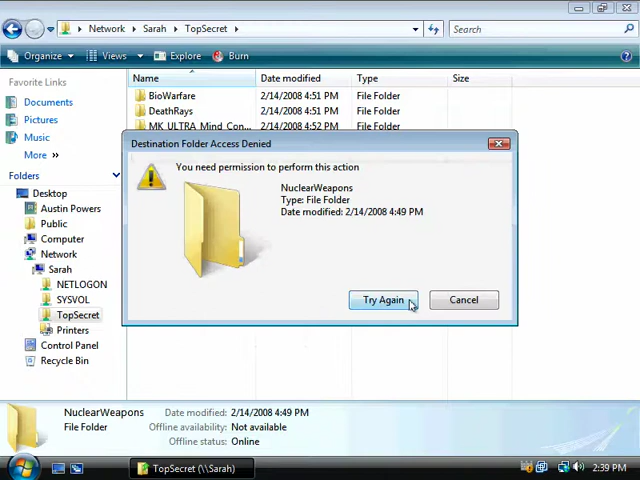 Network ▸ Sarah ▸ TopSecret ▸
Search
Organize Views Explore Burn
?
Favorite Links
Documents
Pictures
Music
More »
Folders
Desktop
Austin Powers
Public
Computer
Network
Sarah
NETLOGON
SYSVOL
TopSecret
Printers
Control Panel
Recycle Bin
Name Date modified Type Size
BioWarfare 2/14/2008 4:51 PM File Folder
DeathRays 2/14/2008 4:51 PM File Folder
MK_ULTRA_Mind_Con... 2/14/2008 4:52 PM File Folder
Destination Folder Access Denied
You need permission to perform this action
NuclearWeapons
Type: File Folder
Date modified: 2/14/2008 4:49 PM
Try Again Cancel
NuclearWeapons Date modified: 2/14/2008 4:49 PM
File Folder Offline availability: Not available
Offline status: Online
TopSecret (\\Sarah)
2:39 PM